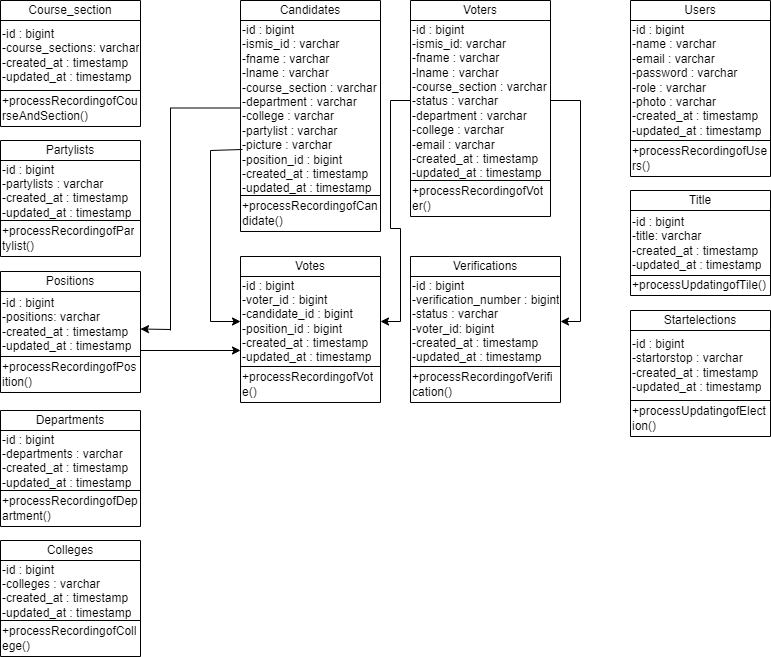 Course_section
-id : bigint
-course_sections: varchar
-created_at : timestamp
-updated_at : timestamp
+processRecordingofCou
rseAndSection()
Partylists
-id : bigint
-partylists : varchar
-created_at : timestamp
-updated_at : timestamp
+processRecordingofPar
tylist()
Positions
-id : bigint
-positions: varchar
-created_at : timestamp
-updated_at : timestamp
+processRecordingofPos
ition()
Departments
-id : bigint
-departments : varchar
-created_at : timestamp
-updated_at : timestamp
+processRecordingofDep
artment()
Colleges
-id : bigint
-colleges : varchar
-created_at : timestamp
-updated_at : timestamp
+processRecordingofColl
ege()
Candidates
-id : bigint
-ismis_id : varchar
-fname : varchar
-lname : varchar
-course_section : varchar
-department : varchar
-college : varchar
-partylist : varchar
-picture : varchar
-position_id : bigint
-created_at : timestamp
-updated_at : timestamp
+processRecordingofCan
didate()
Votes
-id : bigint
-voter_id : bigint
-candidate_id : bigint
-position_id : bigint
-created_at : timestamp
-updated_at : timestamp
+processRecordingofVot
e()
Voters
-id : bigint
-ismis_id: varchar
-fname : varchar
-lname : varchar
-course_section : varchar
-status : varchar
-department : varchar
-college : varchar
-email : varchar
-created_at : timestamp
-updated_at : timestamp
+processRecordingofVot
er()
Verifications
-id : bigint
-verification_number : bigint
-status : varchar
-voter_id: bigint
-created_at : timestamp
-updated_at : timestamp
+processRecordingofVerifi
cation()
Users
-id : bigint
-name : varchar
-email : varchar
-password : varchar
-role : varchar
-photo : varchar
-created_at : timestamp
-updated_at : timestamp
+processRecordingofUse
rs()
Title
-id : bigint
-title: varchar
-created_at : timestamp
-updated_at : timestamp
+processUpdatingofTile()
Startelections
-id : bigint
-startorstop : varchar
-created_at : timestamp
-updated_at : timestamp
+processUpdatingofElect
ion()